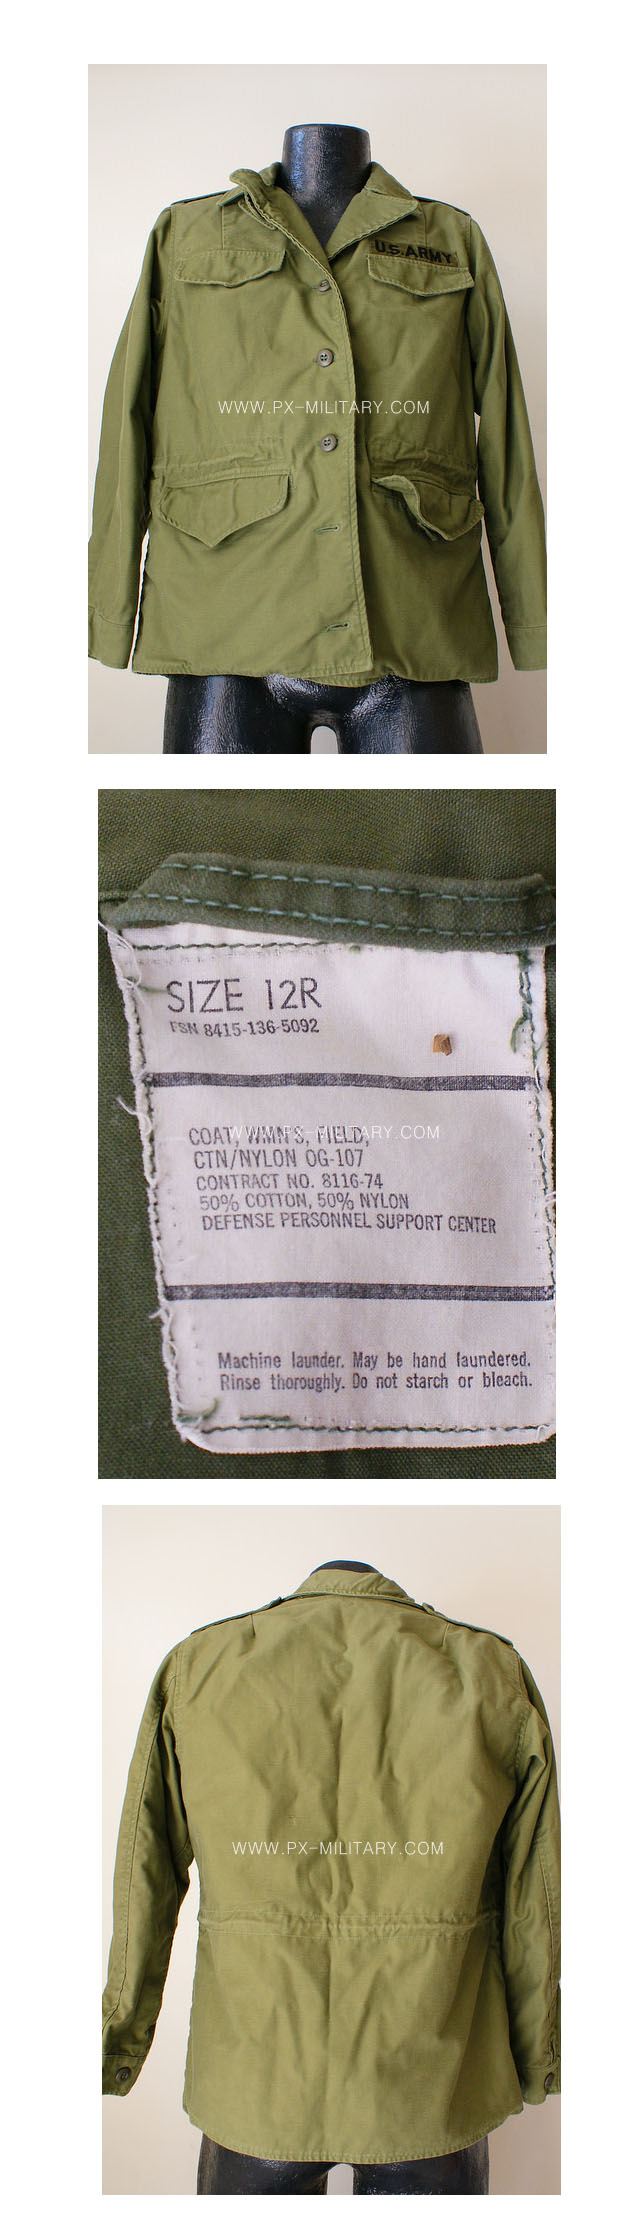 U.S.ARMY
WWW.PX-MILITARY.COM
SIZE 12R
FSN 8415-136-5092
COAT, WMN'S, FIELD,
WWW.PX-MILITARY.COM
CTN/NYLON OG-107
CONTRACT NO. 8116-74
50% COTTON, 50% NYLON
DEFENSE PERSONNEL SUPPORT CENTER
Machine launder. May be hand laundered.
Rinse thoroughly. Do not starch or bleach.
WWW.PX-MILITARY.COM